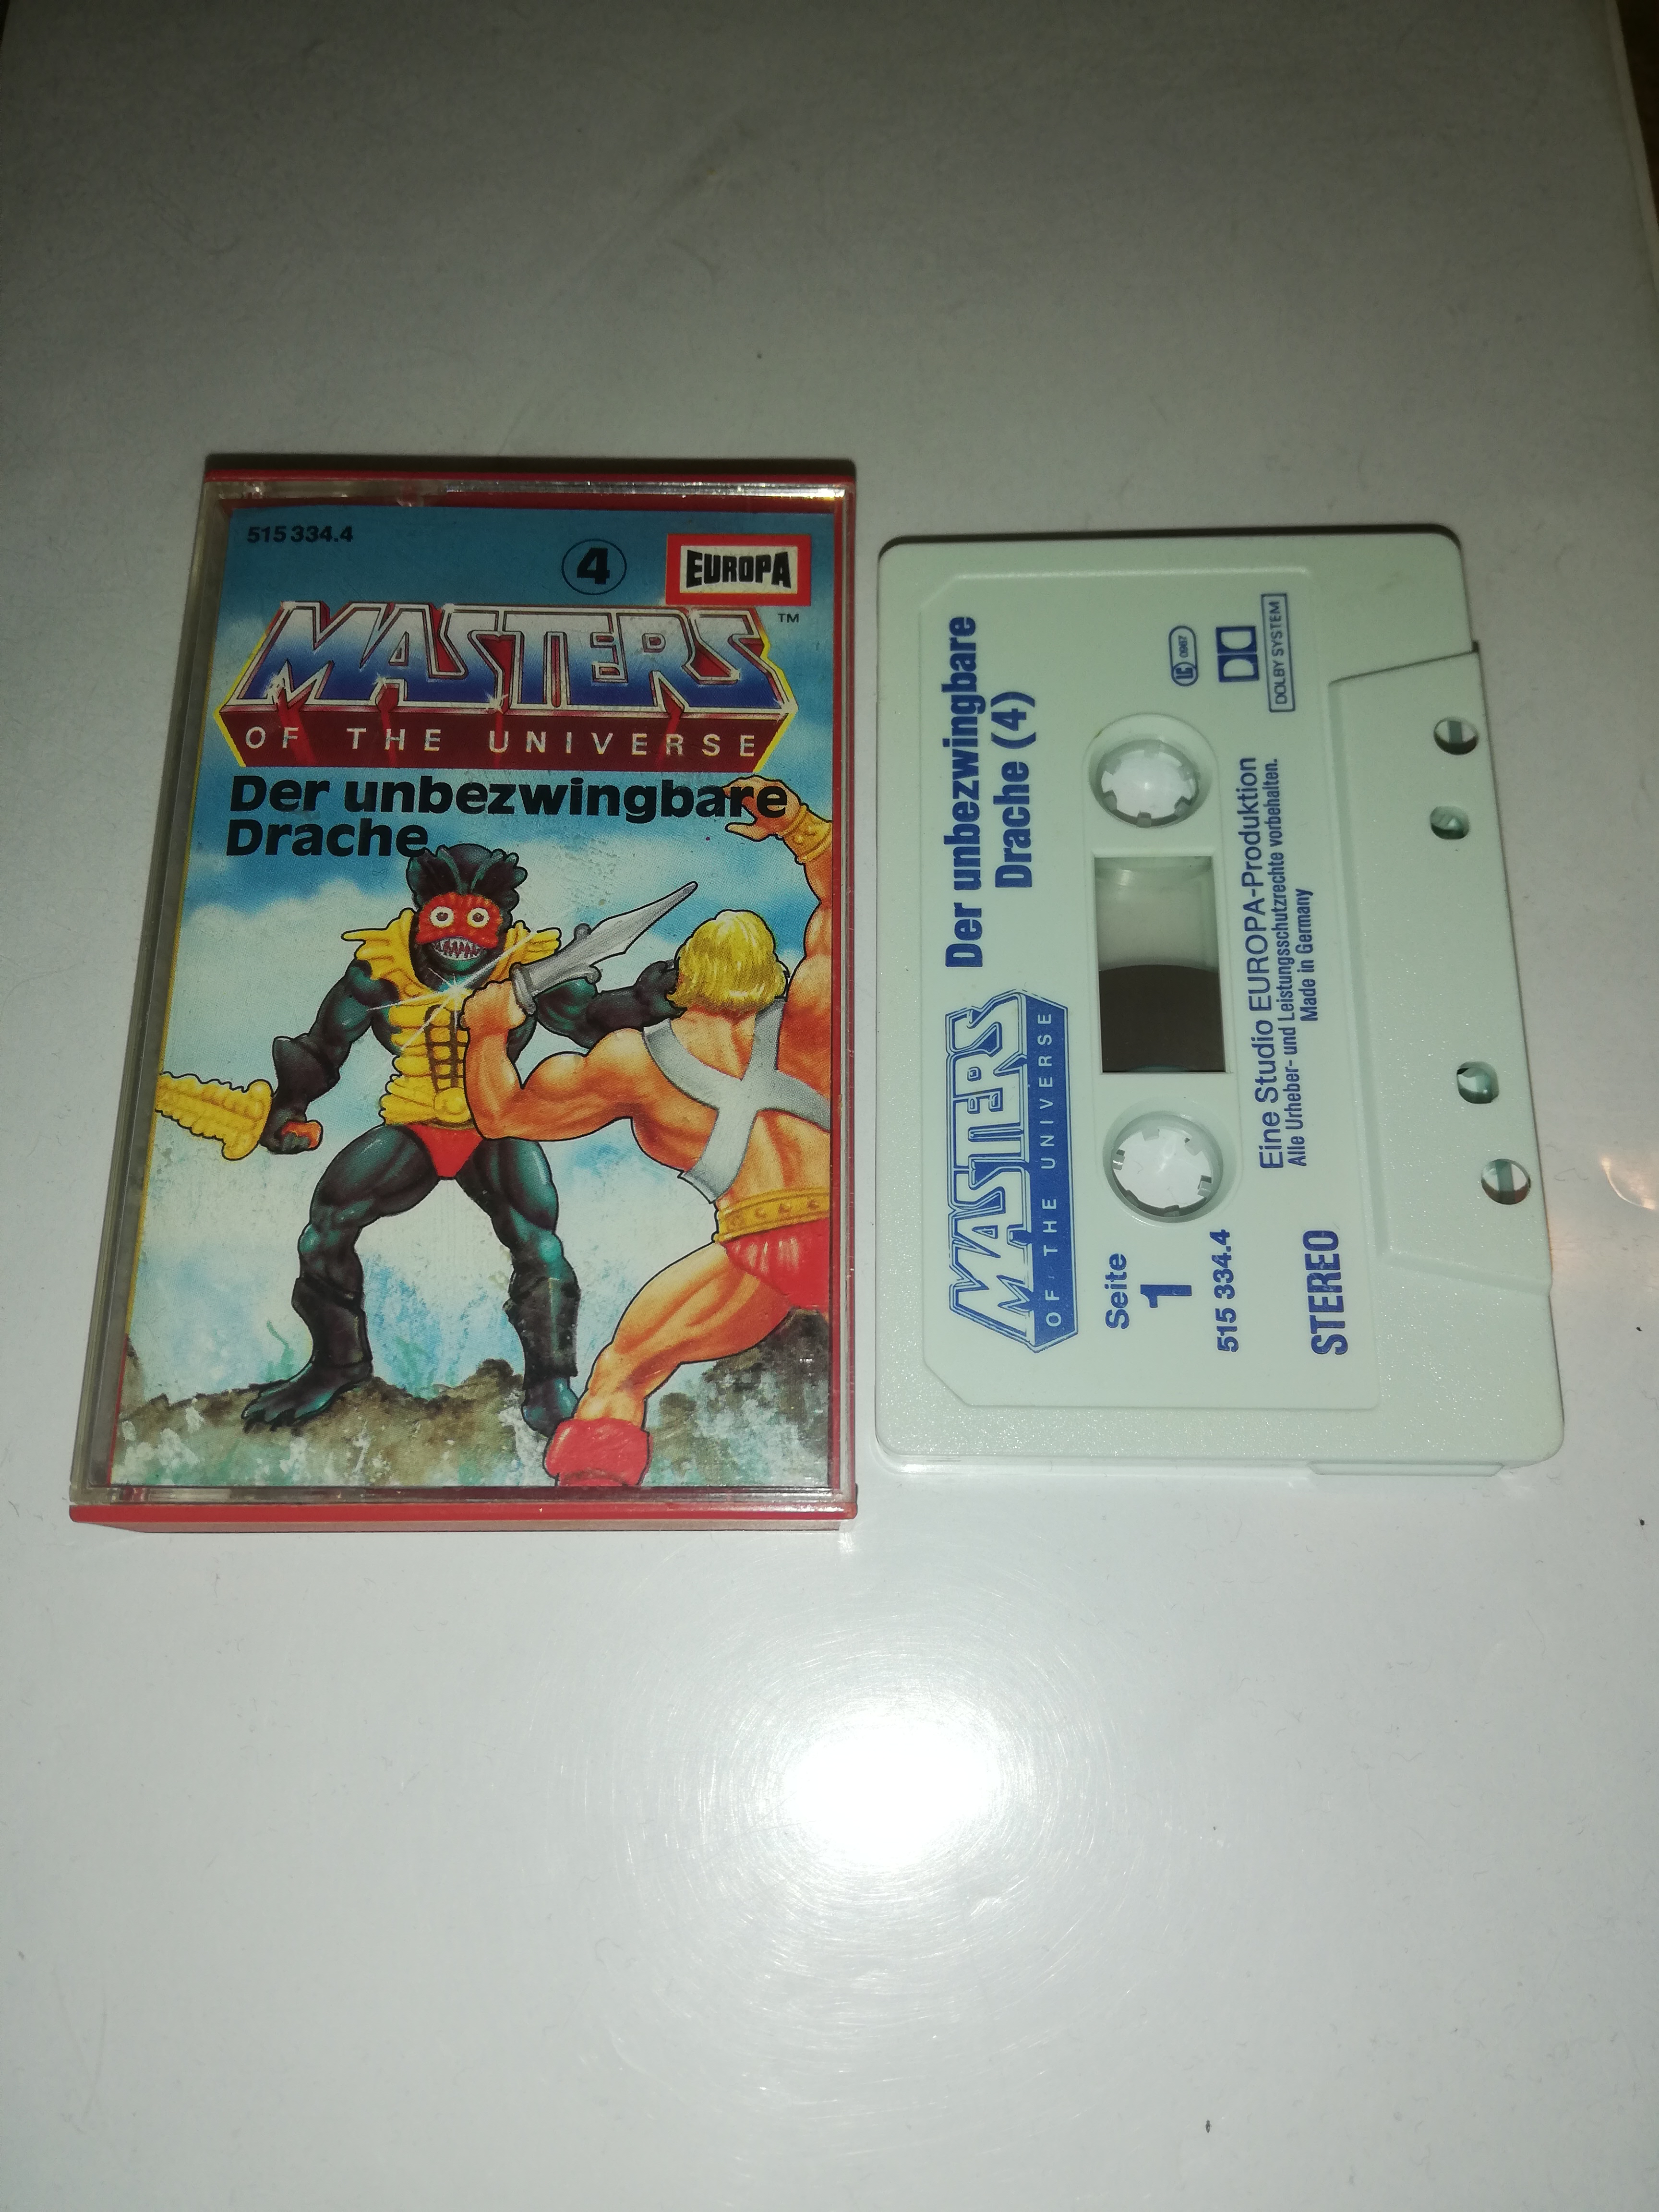 515 334.4
4
EUROPA
MASTERS
TM
OF THE UNIVERSE
Der unbezwingbare
Drache
MASTERS
OF THE UNIVERSE
Der unbezwingbare
Drache (4)
Seite
1
515 334.4
STEREO
LC 0967
Eine Studio EUROPA-Produktion
Alle Urheber- und Leistungsschutzrechte vorbehalten.
Made in Germany
DOLBY SYSTEM